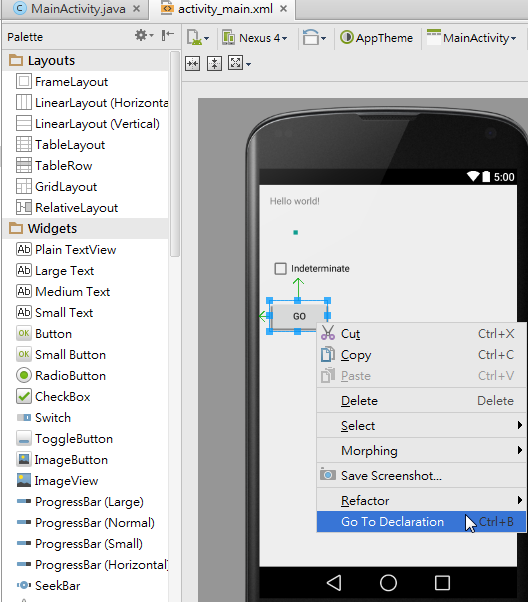 MainActivity.java
activity_main.xml
Palette
Nexus 4
AppTheme
MainActivity
Layouts
FrameLayout
LinearLayout (Horizonta
LinearLayout (Vertical)
TableLayout
TableRow
GridLayout
RelativeLayout
Widgets
Plain TextView
Large Text
Medium Text
Small Text
Button
Small Button
RadioButton
CheckBox
Switch
ToggleButton
ImageButton
ImageView
ProgressBar (Large)
ProgressBar (Normal)
ProgressBar (Small)
ProgressBar (Horizontal)
SeekBar
5:00
Hello world!
Indeterminate
GO
Cut Ctrl+X
Copy Ctrl+C
Paste Ctrl+V
Delete Delete
Select
Morphing
Save Screenshot...
Refactor
Go To Declaration Ctrl+B